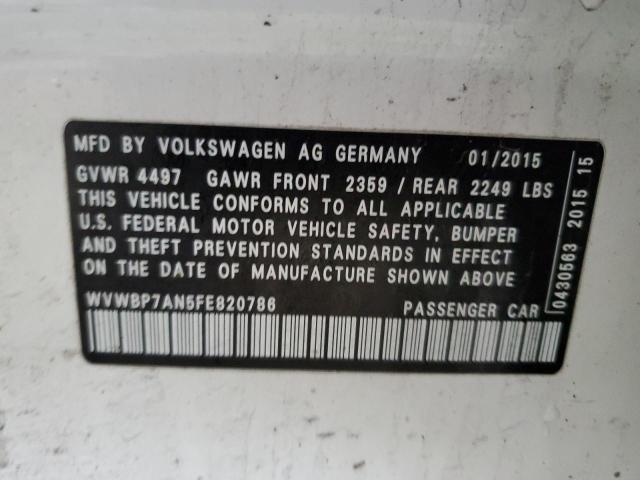 MFD BY VOLKSWAGEN AG GERMANY 01/2015
GVWR 4497 GAWR FRONT 2359 / REAR 2249 LBS
THIS VEHICLE CONFORMS TO ALL APPLICABLE
U.S. FEDERAL MOTOR VEHICLE SAFETY, BUMPER
AND THEFT PREVENTION STANDARDS IN EFFECT
ON THE DATE OF MANUFACTURE SHOWN ABOVE
WVWBP7AN5FE820786 PASSENGER CAR
0430563 2015 15